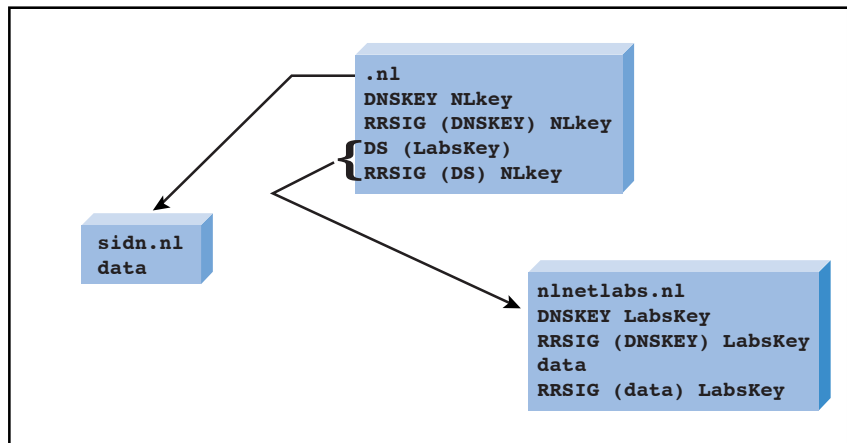 .nl
DNSKEY NLkey
RRSIG (DNSKEY) NLkey
DS (LabsKey)
RRSIG (DS) NLkey
sidn.nl
data
nlnetlabs.nl
DNSKEY LabsKey
RRSIG (DNSKEY) LabsKey
data
RRSIG (data) LabsKey